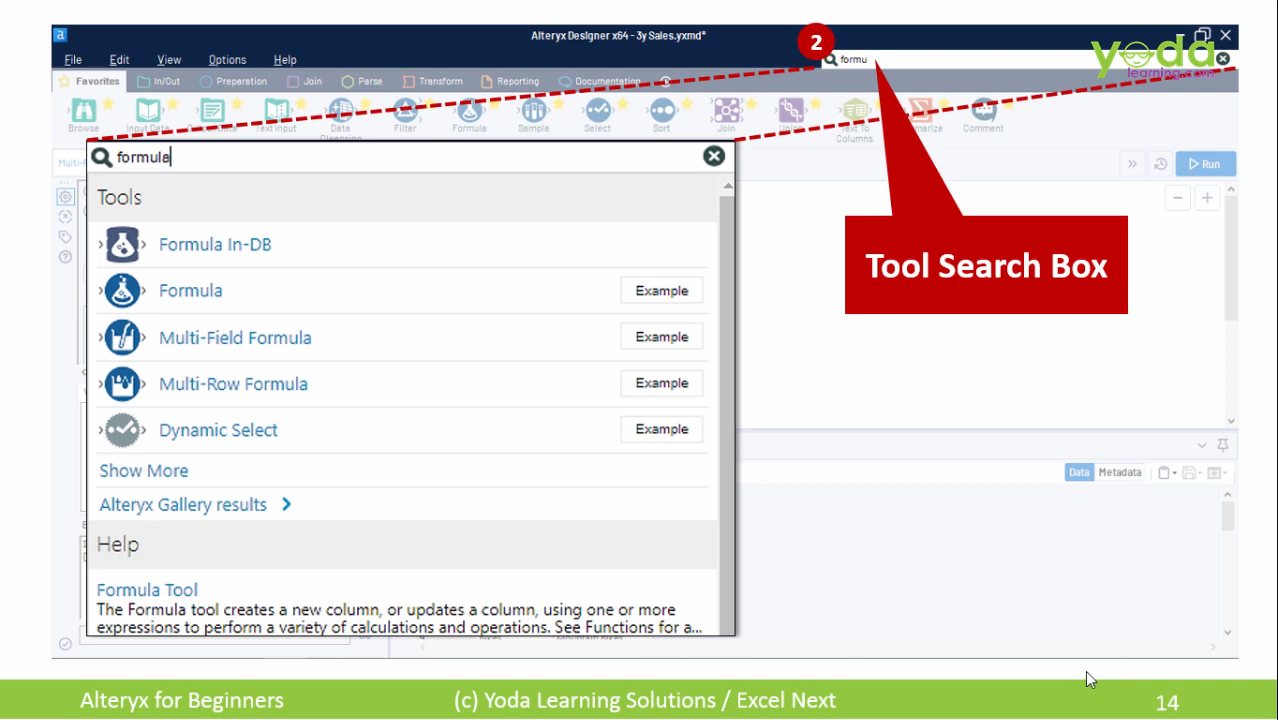 a
Alteryx Designer x64 - 3y Sales.yxmd*
2
yoda
learning.com
File Edit View Options Help
formu
Favorites In/Out Preparation Join Parse Transform Reporting Documentation
Browse Input Data Text Input Data Filter Formula Sample Select Sort Join Text To Comment
Cleansing Columns
formula
Run
Tools
Formula In-DB
Formula Example
Multi-Field Formula Example
Multi-Row Formula Example
Dynamic Select Example
Show More
Alteryx Gallery results
Help
Formula Tool
The Formula tool creates a new column, or updates a column, using one or more
expressions to perform a variety of calculations and operations. See Functions for a...
Tool Search Box
Data Metadata
Alteryx for Beginners (c) Yoda Learning Solutions / Excel Next 14